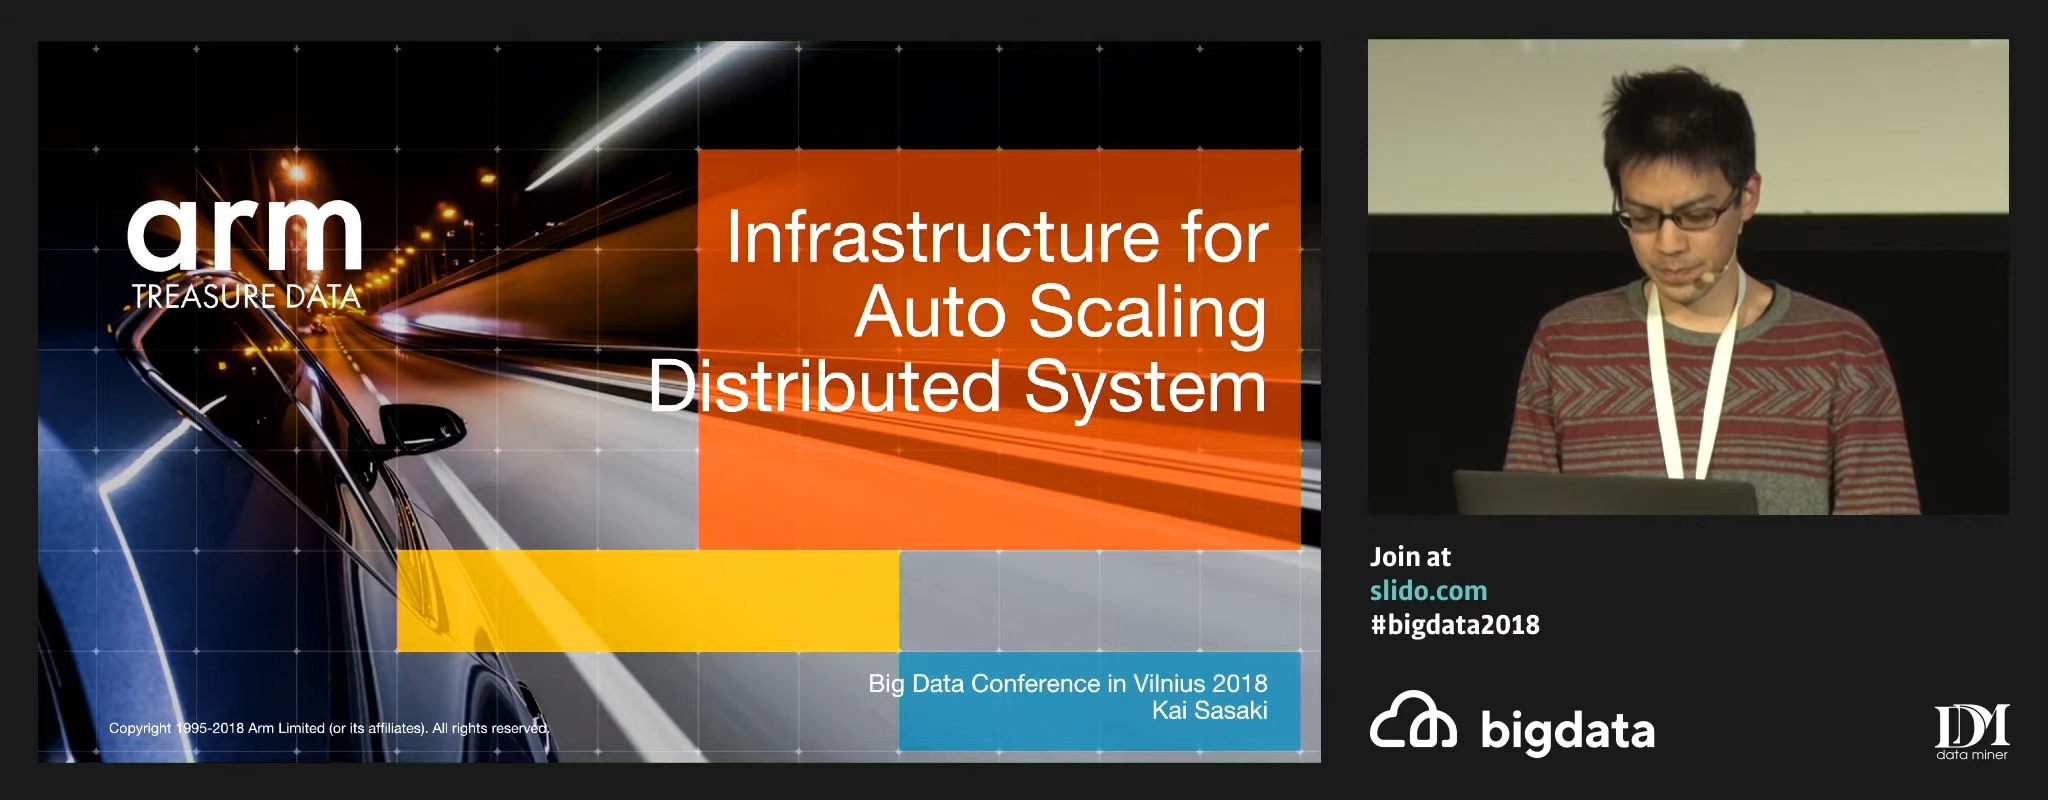 arm
TREASURE DATA
Infrastructure for
Auto Scaling
Distributed System
Big Data Conference in Vilnius 2018
Kai Sasaki
Copyright 1995-2018 Arm Limited (or its affiliates). All rights reserved.
Join at
slido.com
#bigdata2018
bigdata
DM
data miner